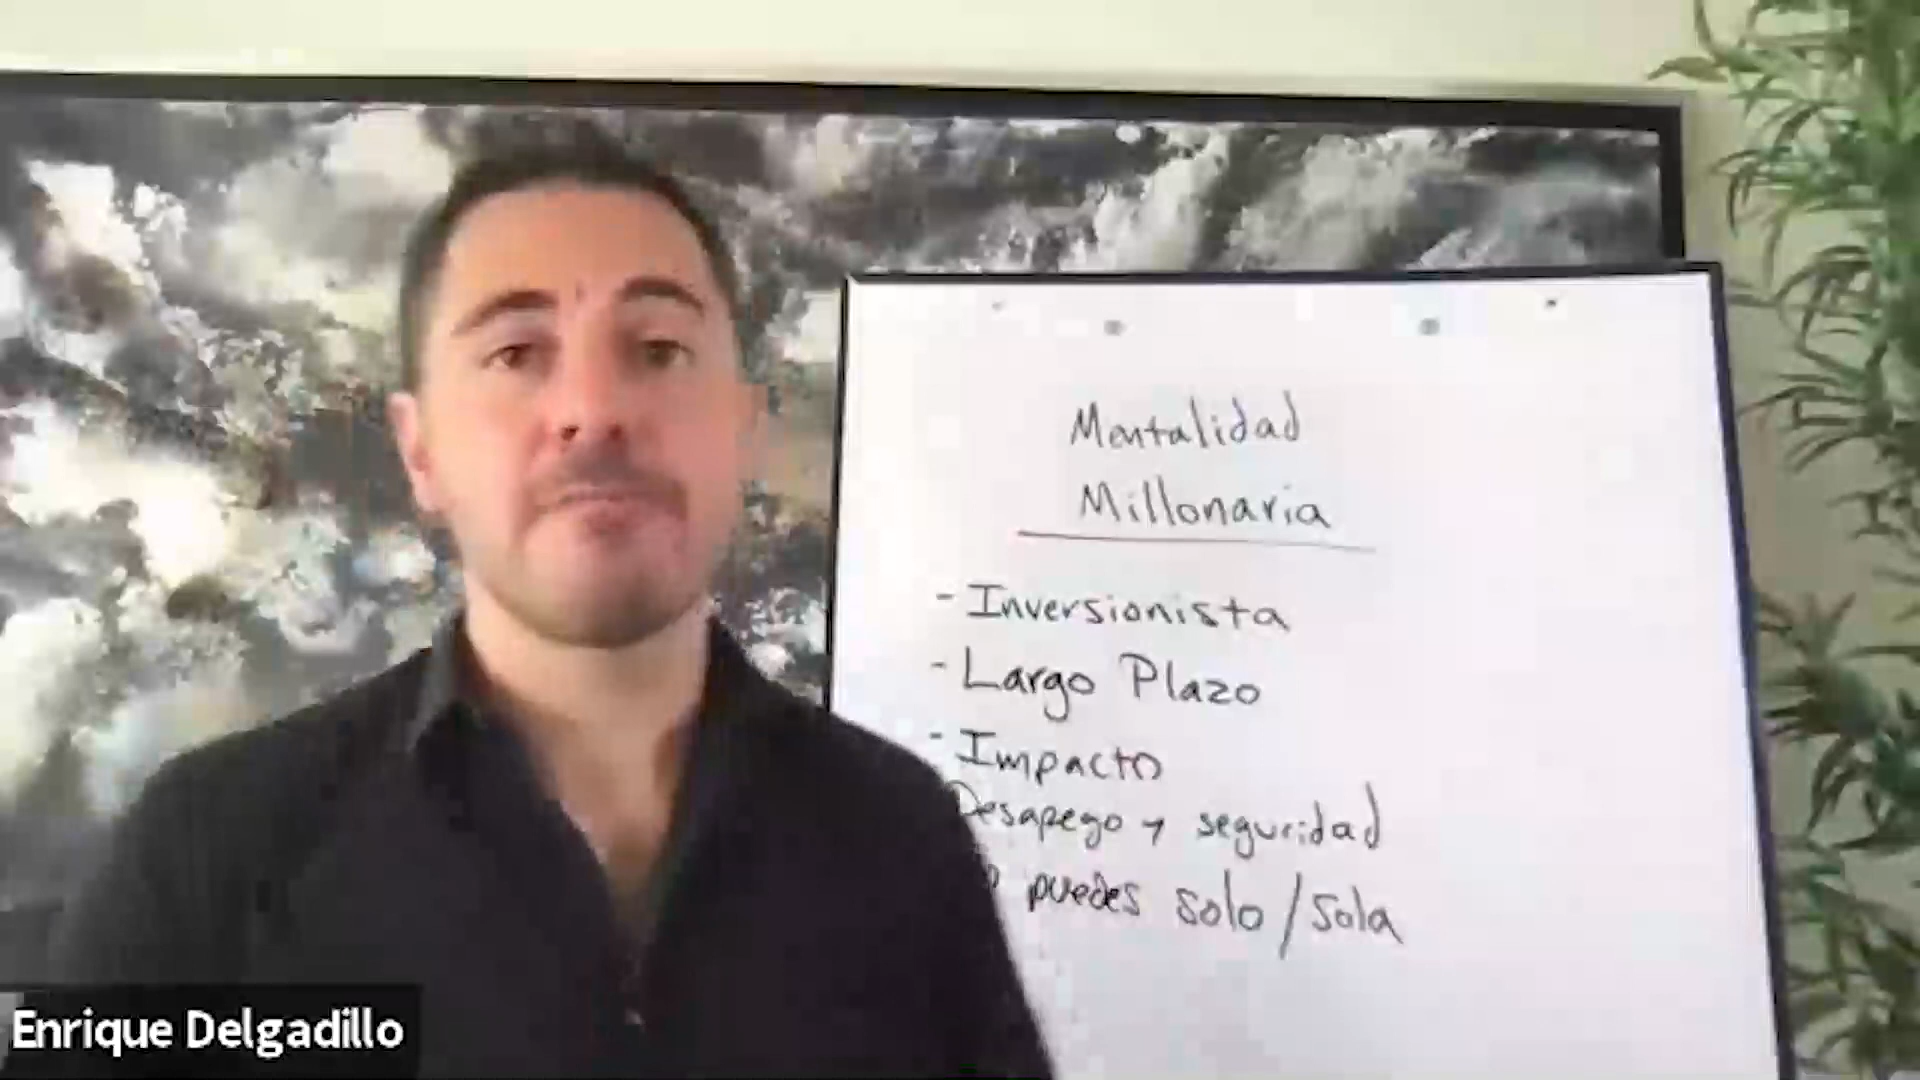 Mentalidad
Millonaria
- Inversionista
- Largo Plazo
- Impacto
Desapego y seguridad
puedes solo/sola
Enrique Delgadillo